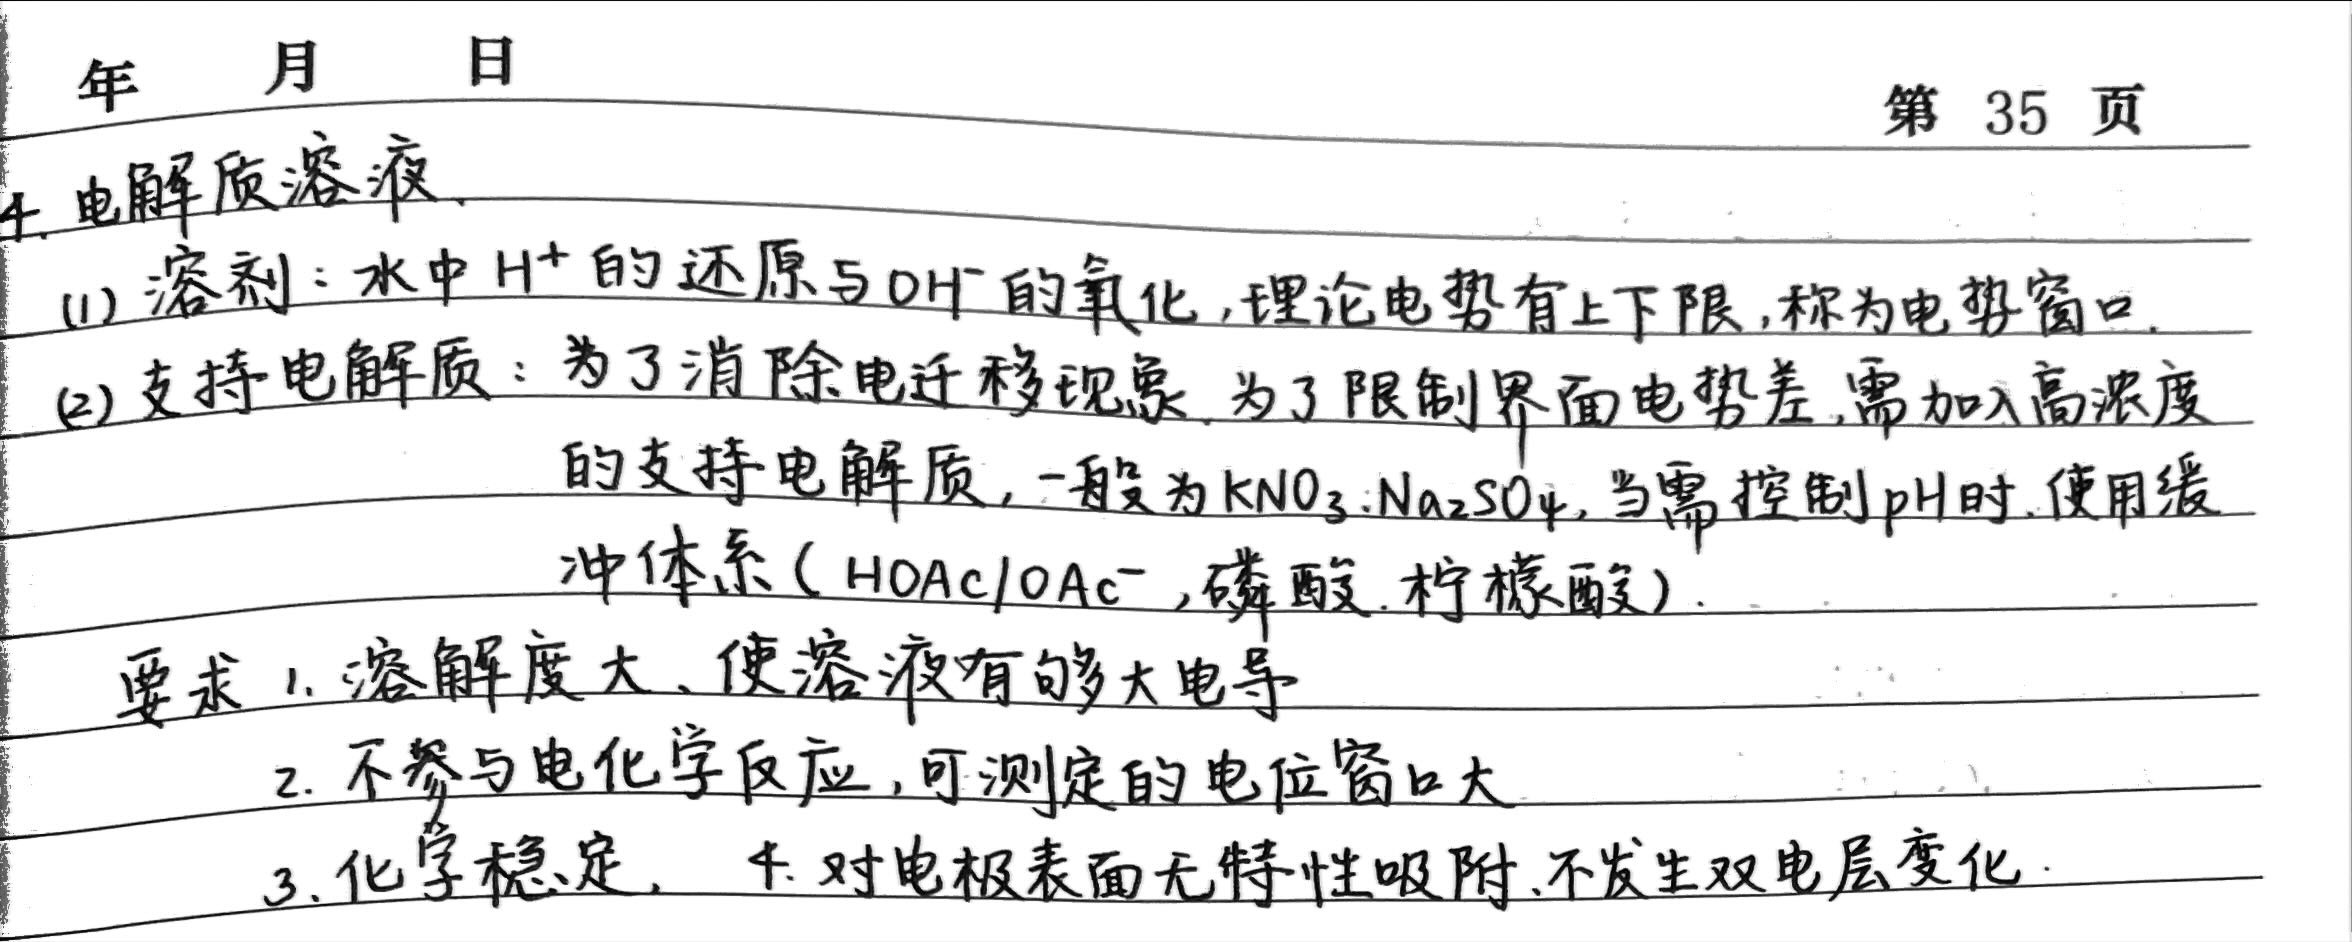 年 月 日
第 35 页
4. 电解质溶液.
(1) 溶剂：水中H⁺的还原与OH⁻的氧化,理论电势有上下限,称为电势窗口.
(2) 支持电解质：为了消除电迁移现象.为了限制界面电势差,需加入高浓度
的支持电解质,一般为KNO₃.Na₂SO₄,当需控制pH时.使用缓
冲体系(HOAc/OAc⁻,磷酸.柠檬酸).
要求 1. 溶解度大、使溶液有够大电导
2. 不参与电化学反应,可测定的电位窗口大
3. 化学稳定. 4. 对电极表面无特性吸附、不发生双电层变化.